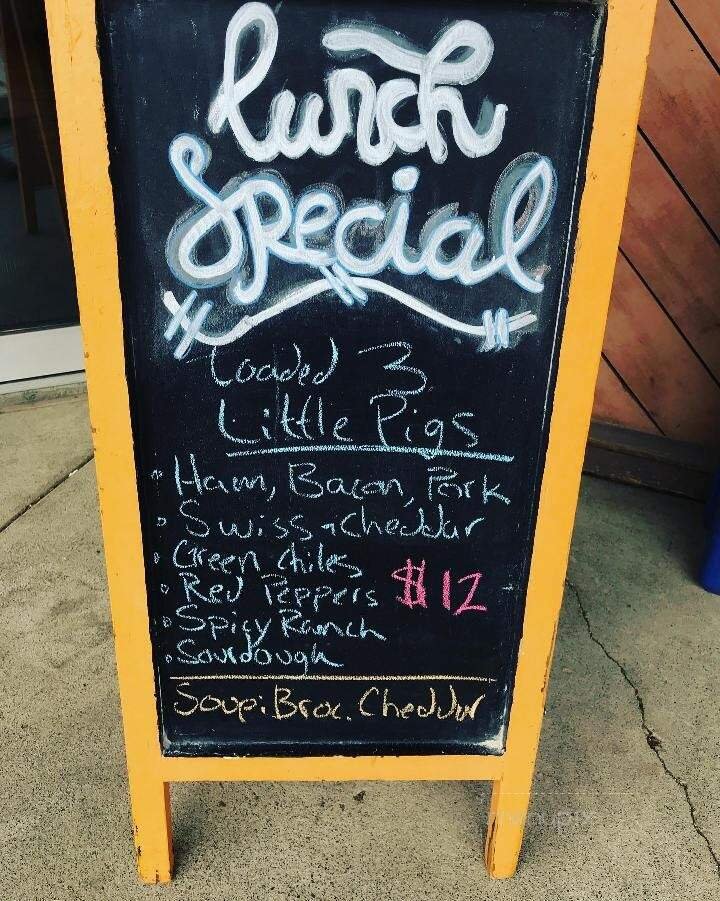 Lunch
Special
Loaded 3
Little Pigs
• Ham, Bacon, Pork
• Swiss + Cheddar
• Green Chiles
• Red Peppers $12
• Spicy Ranch
• Sourdough
Soup: Broc. Cheddar
menupix